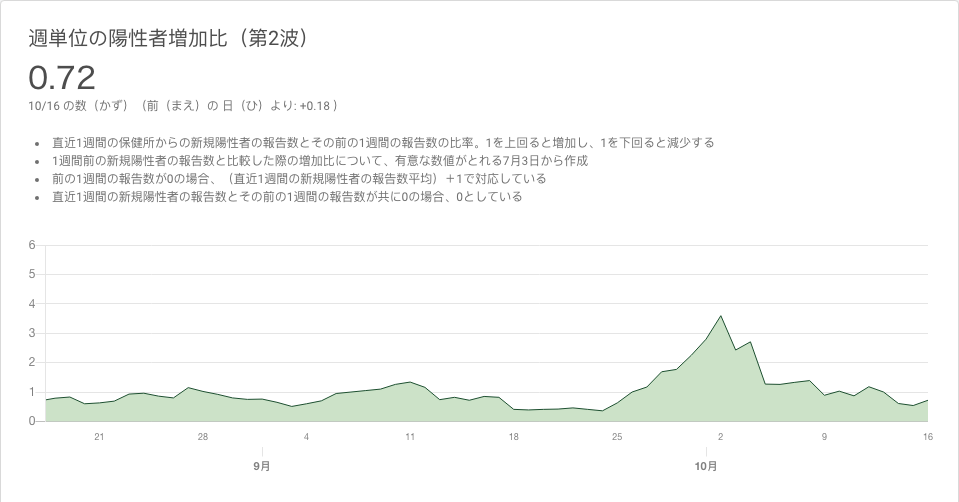 週単位の陽性者増加比（第2波）
0.72
10/16 の数（かず）（前（まえ）の 日（ひ）より: +0.18 ）
• 直近1週間の保健所からの新規陽性者の報告数とその前の1週間の報告数の比率。1を上回ると増加し、1を下回ると減少する
• 1週間前の新規陽性者の報告数と比較した際の増加比について、有意な数値がとれる7月3日から作成
• 前の1週間の報告数が0の場合、（直近1週間の新規陽性者の報告数平均）＋1で対応している
• 直近1週間の新規陽性者の報告数とその前の1週間の報告数が共に0の場合、0としている
6
5
4
3
2
1
0
21 28 4 11 18 25 2 9 16
9月 10月